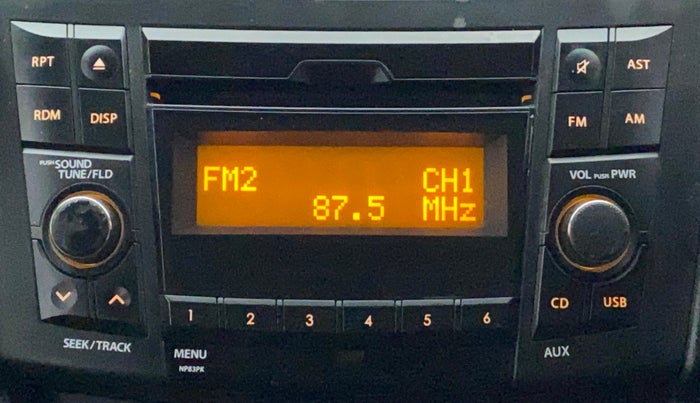 RPT
AST
RDM
DISP
FM
AM
PUSH SOUND
TUNE/FLD
VOL PUSH PWR
FM2 CH1
87.5 MHz
CD USB
1 2 3 4 5 6
SEEK/TRACK
MENU
AUX
NP63PK